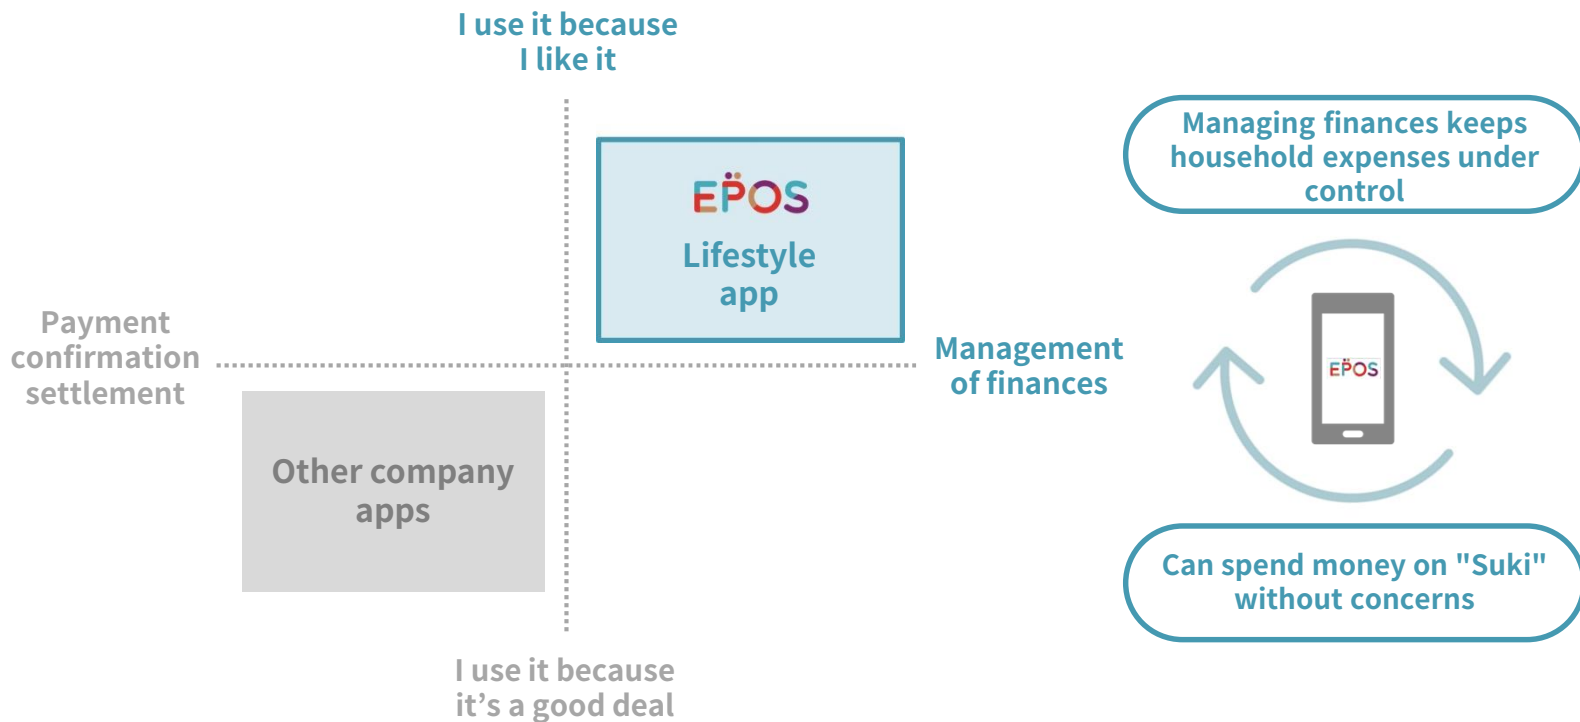 I use it because
I like it
EPOS
Lifestyle
app
Payment
confirmation
settlement
Management
of finances
Other company
apps
I use it because
it’s a good deal
Managing finances keeps
household expenses under
control
EPOS
Can spend money on "Suki"
without concerns